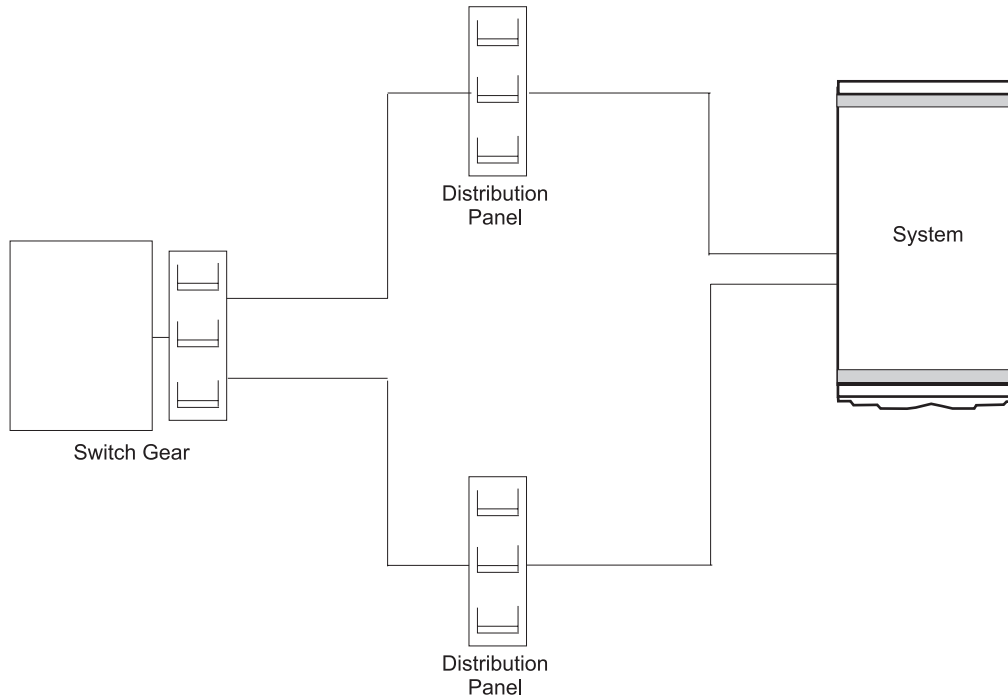 Distribution
Panel
System
Switch Gear
Distribution
Panel